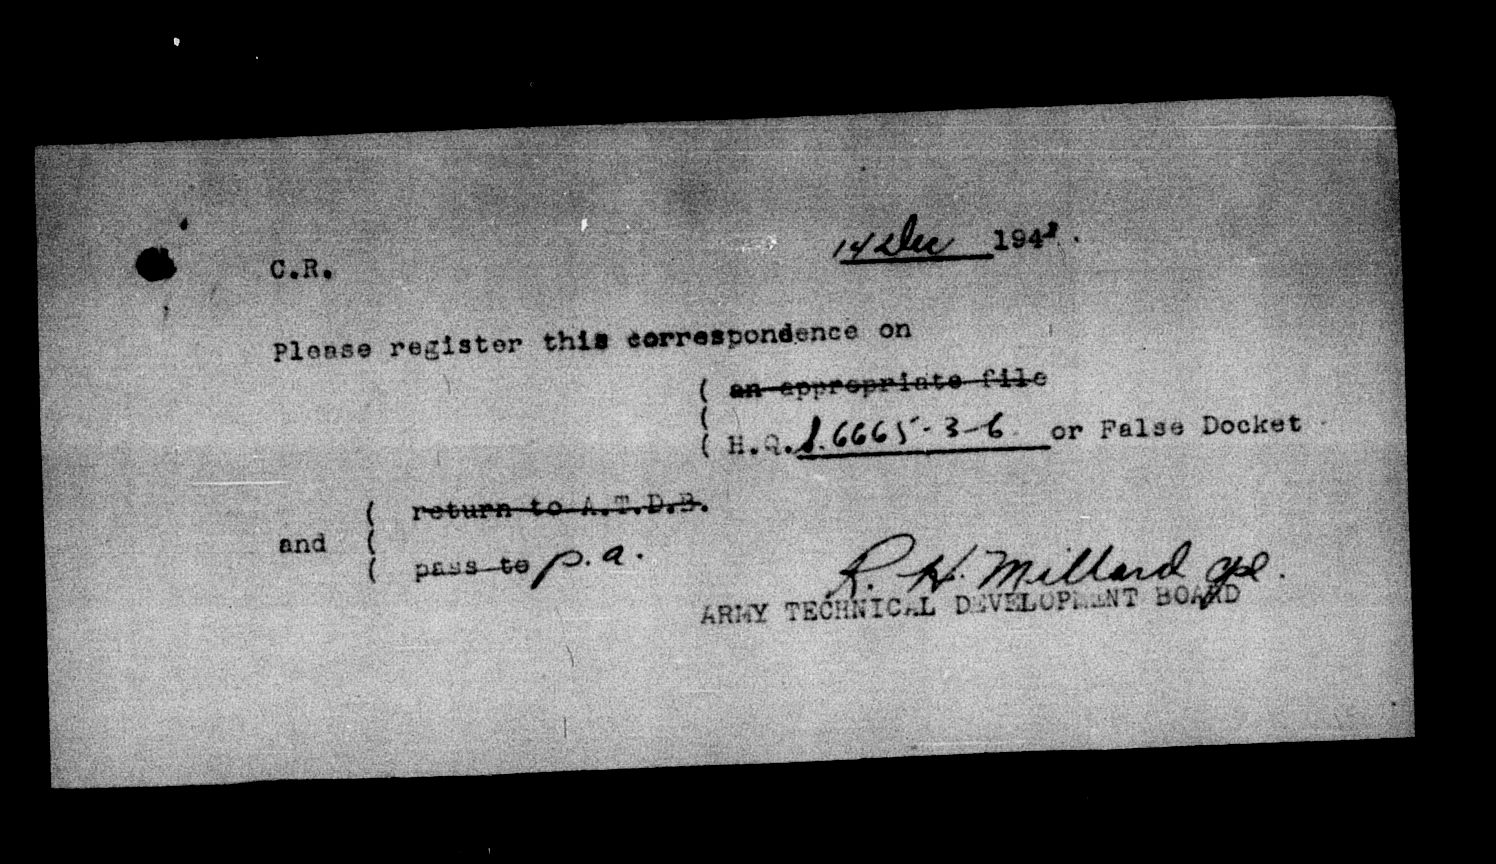 14 Dec 194
C.R.
Please register this correspondence on
( an appropriate file
(
( H.Q. S. 6665-3-6 or False Docket
( return to A.T.D.B.
and (
( pass to p.a.
R. H. Millard
ARMY TECHNICAL DEVELOPMENT BOARD